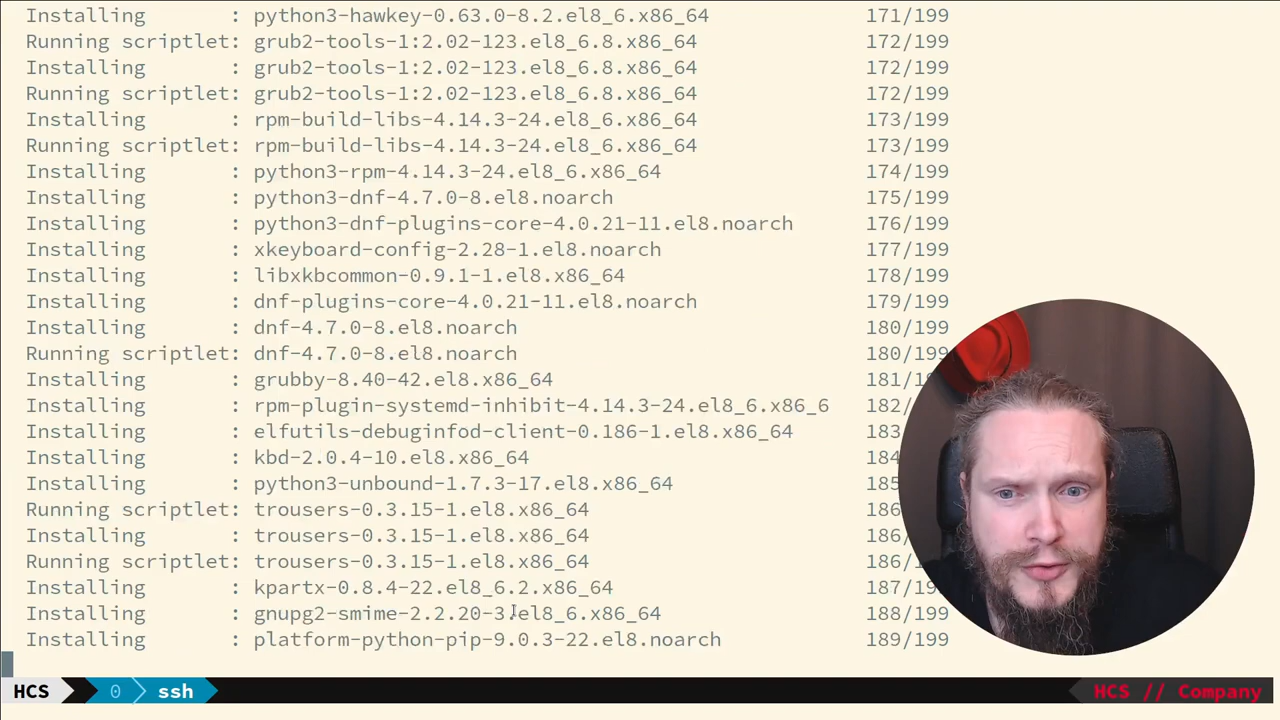 Installing : python3-hawkey-0.63.0-8.2.el8_6.x86_64 171/199
Running scriptlet: grub2-tools-1:2.02-123.el8_6.8.x86_64 172/199
Installing : grub2-tools-1:2.02-123.el8_6.8.x86_64 172/199
Running scriptlet: grub2-tools-1:2.02-123.el8_6.8.x86_64 172/199
Installing : rpm-build-libs-4.14.3-24.el8_6.x86_64 173/199
Running scriptlet: rpm-build-libs-4.14.3-24.el8_6.x86_64 173/199
Installing : python3-rpm-4.14.3-24.el8_6.x86_64 174/199
Installing : python3-dnf-4.7.0-8.el8.noarch 175/199
Installing : python3-dnf-plugins-core-4.0.21-11.el8.noarch 176/199
Installing : xkeyboard-config-2.28-1.el8.noarch 177/199
Installing : libxkbcommon-0.9.1-1.el8.x86_64 178/199
Installing : dnf-plugins-core-4.0.21-11.el8.noarch 179/199
Installing : dnf-4.7.0-8.el8.noarch 180/199
Running scriptlet: dnf-4.7.0-8.el8.noarch 180/199
Installing : grubby-8.40-42.el8.x86_64 181/1
Installing : rpm-plugin-systemd-inhibit-4.14.3-24.el8_6.x86_6 182/
Installing : elfutils-debuginfod-client-0.186-1.el8.x86_64 183
Installing : kbd-2.0.4-10.el8.x86_64 184
Installing : python3-unbound-1.7.3-17.el8.x86_64 185
Running scriptlet: trousers-0.3.15-1.el8.x86_64 186
Installing : trousers-0.3.15-1.el8.x86_64 186/
Running scriptlet: trousers-0.3.15-1.el8.x86_64 186/1
Installing : kpartx-0.8.4-22.el8_6.2.x86_64 187/199
Installing : gnupg2-smime-2.2.20-3.el8_6.x86_64 188/199
Installing : platform-python-pip-9.0.3-22.el8.noarch 189/199
HCS 0 ssh HCS // Company